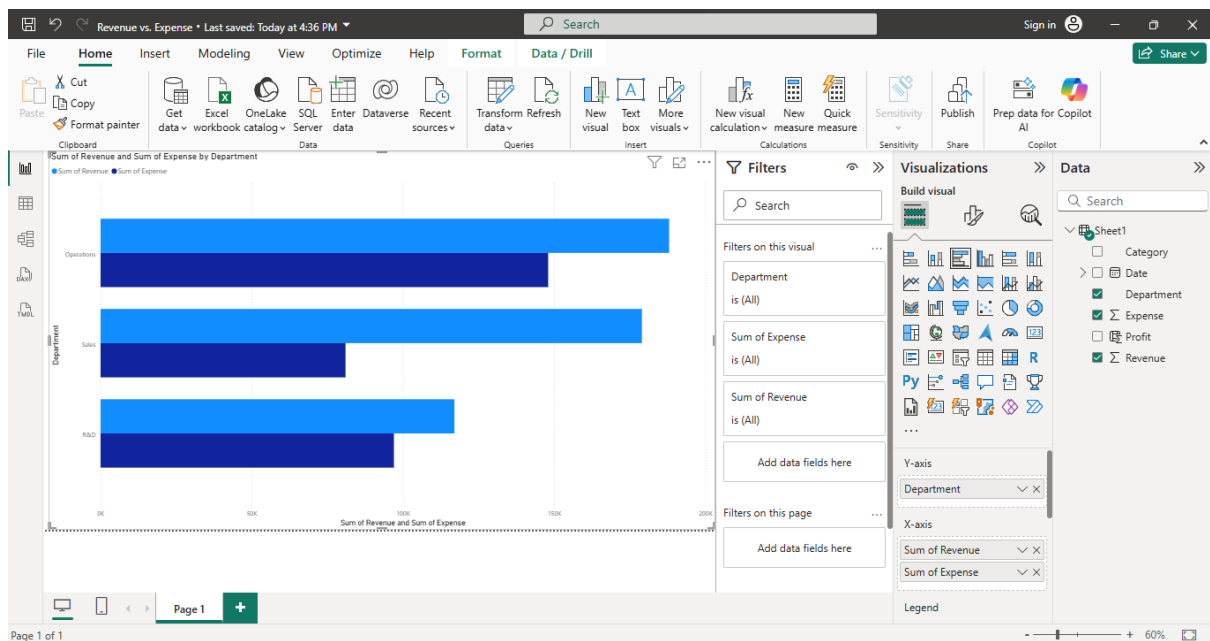 Revenue vs. Expense • Last saved: Today at 4:36 PM
Search
Sign in
File Home Insert Modeling View Optimize Help Format Data / Drill
Share
Paste
Cut
Copy
Format painter
Clipboard
Get data
Excel workbook
OneLake catalog
SQL Server
Enter data
Dataverse
Recent sources
Data
Transform data
Refresh
Queries
New visual
Text box
More visuals
Insert
New visual calculation
New measure
Quick measure
Calculations
Sensitivity
Sensitivity
Publish
Share
Prep data for AI
Copilot
Copilot
DAX
TMDL
Sum of Revenue and Sum of Expense by Department
Sum of Revenue Sum of Expense
Department
Operations
Sales
R&D
0K 50K 100K 150K 200K
Sum of Revenue and Sum of Expense
Filters
Search
Filters on this visual
Department
is (All)
Sum of Expense
is (All)
Sum of Revenue
is (All)
Add data fields here
Filters on this page
Add data fields here
Visualizations
Build visual
123
R
Py
Y-axis
Department
X-axis
Sum of Revenue
Sum of Expense
Legend
Data
Search
Sheet1
Category
Date
Department
Expense
Profit
Revenue
Page 1
Page 1 of 1
60%